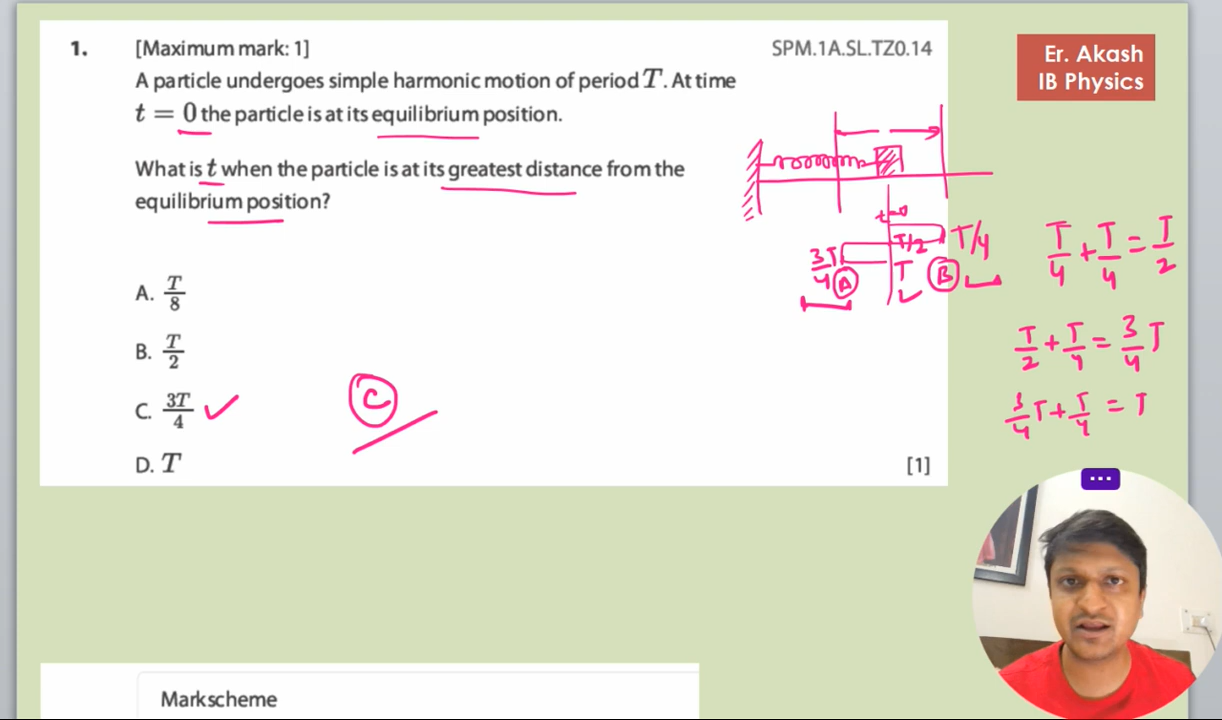 1. [Maximum mark: 1] SPM.1A.SL.TZ0.14
A particle undergoes simple harmonic motion of period T. At time
t = 0 the particle is at its equilibrium position.
What is t when the particle is at its greatest distance from the
equilibrium position?
A. T/8
B. T/2
C. 3T/4 ✓
D. T
[1]
C
Er. Akash
IB Physics
t=0
T/2 T/4
3T/4 A T B
T/4 + T/4 = T/2
T/2 + T/4 = 3/4 T
3/4 T + T/4 = T
Markscheme